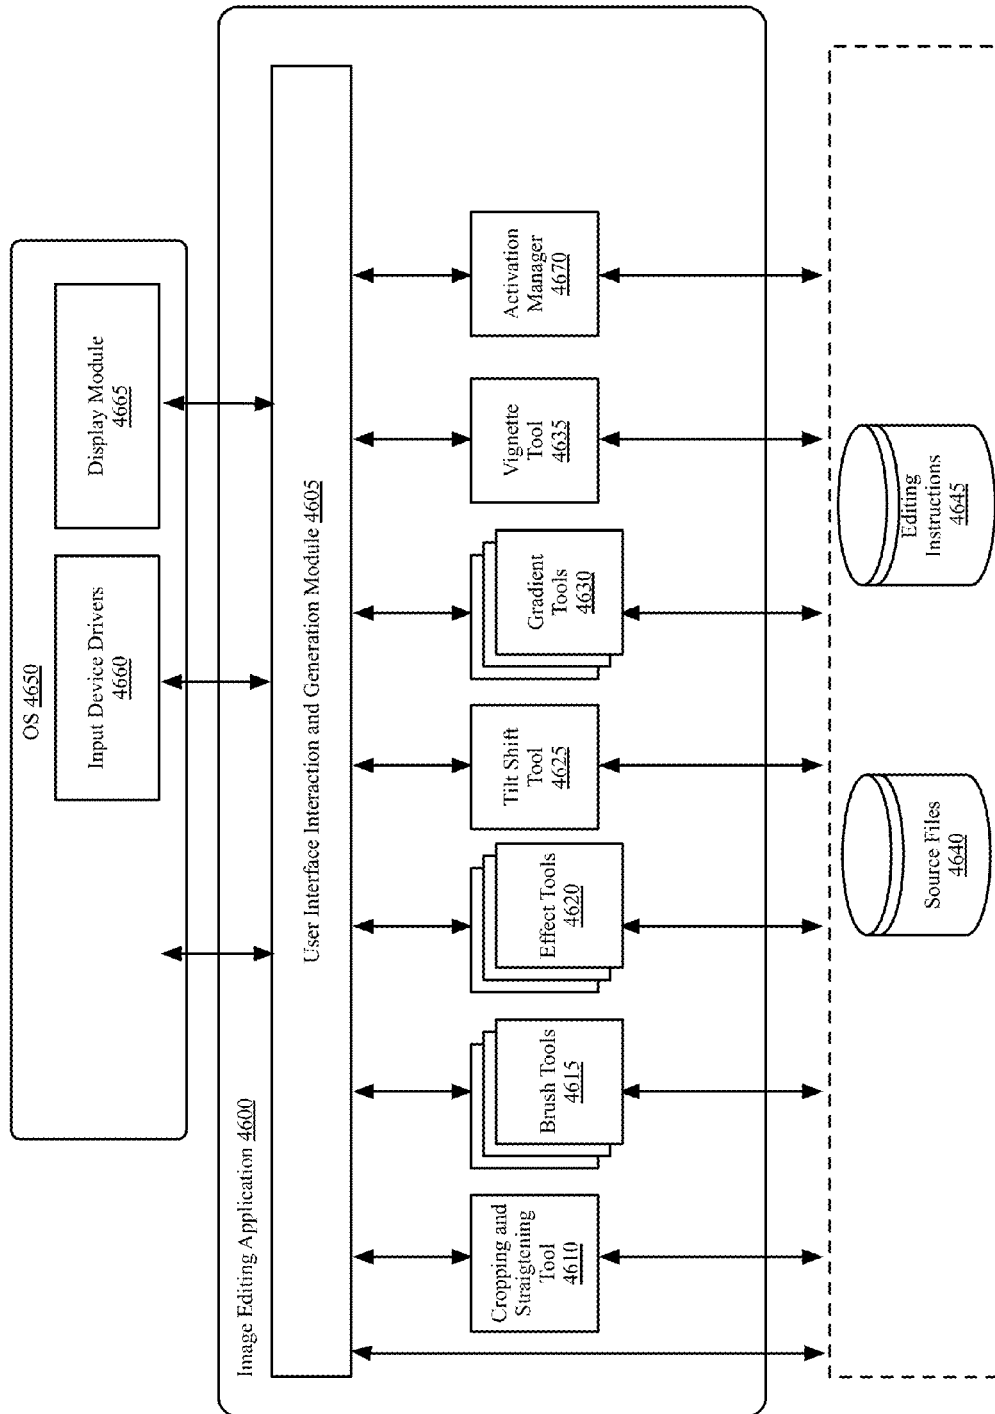 OS 4650
Input Device Drivers
4660
Display Module
4665
Image Editing Application 4600
User Interface Interaction and Generation Module 4605
Cropping and
Straigtening
Tool
4610
Brush Tools
4615
Effect Tools
4620
Tilt Shift
Tool
4625
Gradient
Tools
4630
Vignette
Tool
4635
Activation
Manager
4670
Source Files
4640
Editing
Instructions
4645